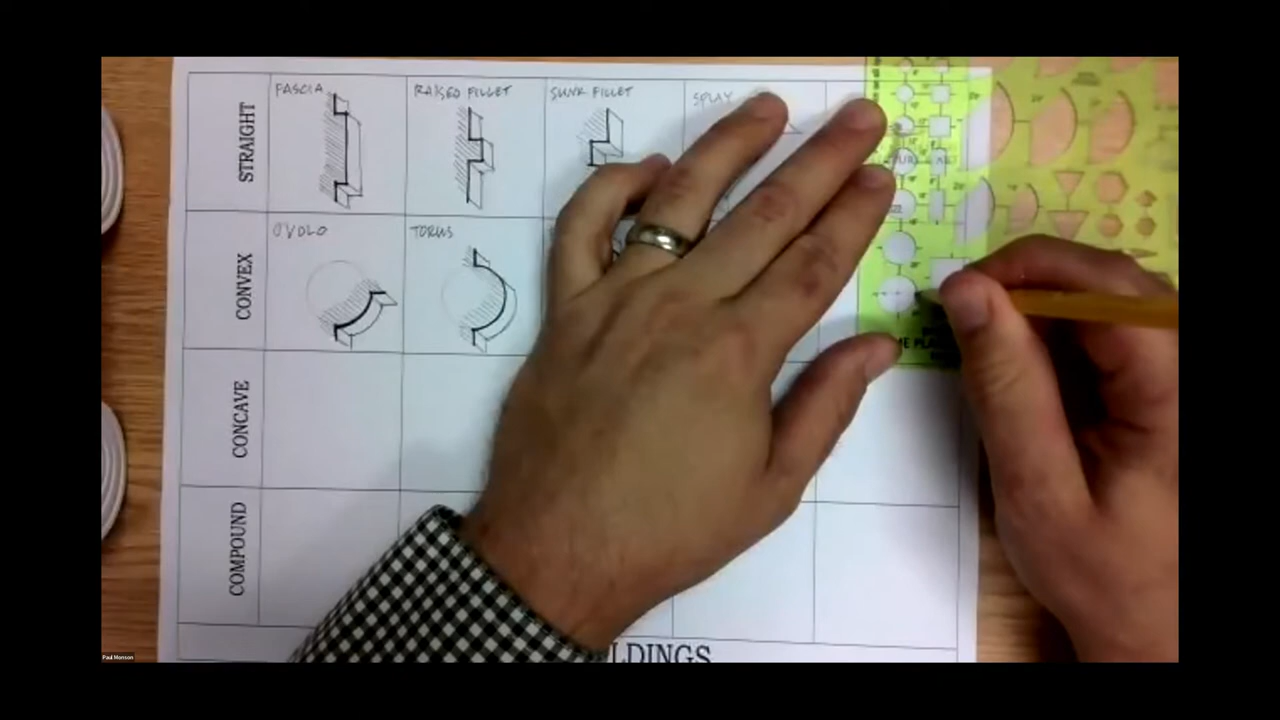 STRAIGHT
FASCIA
RAISED FILLET
SUNK FILLET
SPLAY
CONVEX
OVOLO
TORUS
CONCAVE
COMPOUND
LDINGS
Paul Monson